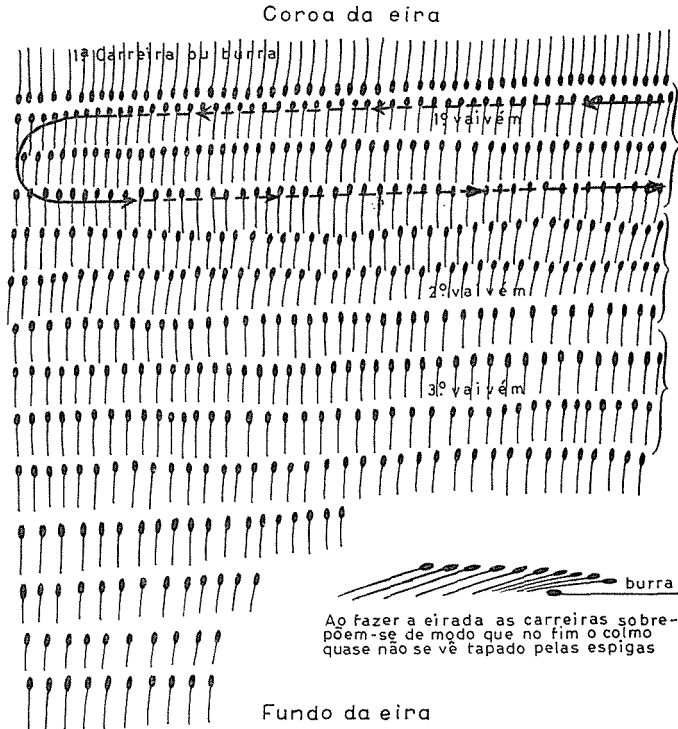 Coroa da eira
1ª Carreira ou burra
1º vaivém
2º vaivém
3º vaivém
burra
Ao fazer a eirada as carreiras sobre-
põem-se de modo que no fim o colmo
quase não se vê tapado pelas espigas
Fundo da eira